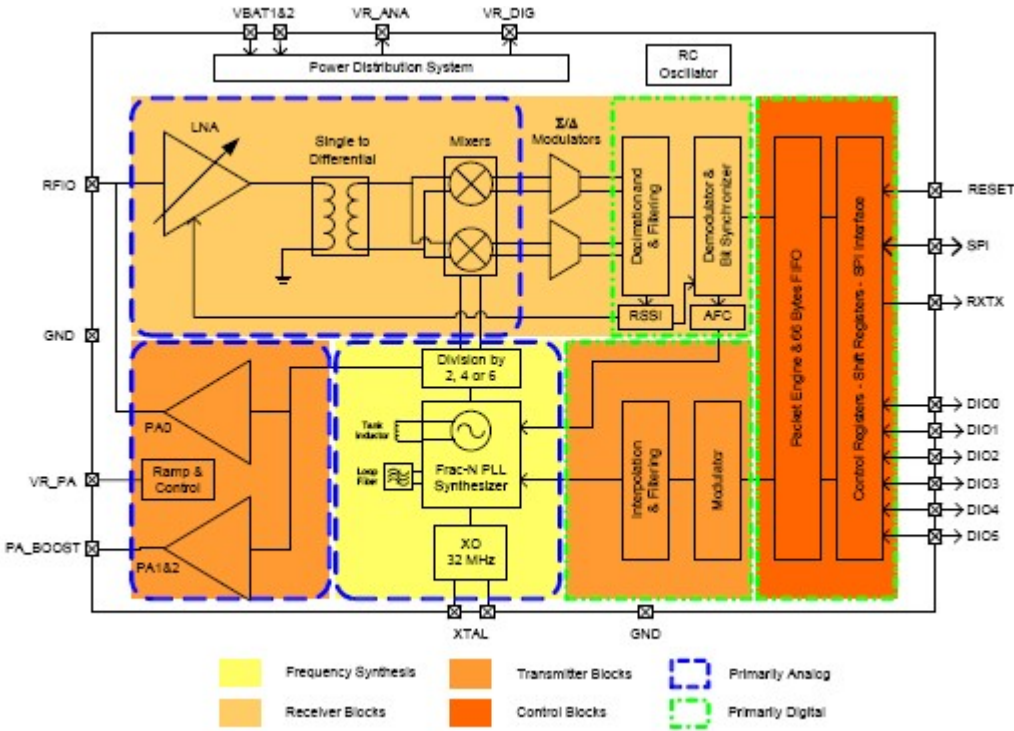 VBAT1&2
VR_ANA
VR_DIG
Power Distribution System
RC
Oscillator
LNA
Single to
Differential
Mixers
Σ/Δ
Modulators
RFIO
Decimation and
& Filtering
Demodulator &
Bit Synchronizer
Packet Engine & 66 Bytes FIFO
Control Registers - Shift Registers - SPI Interface
RESET
SPI
RXTX
RSSI
AFC
GND
Division by
2, 4 or 6
PA0
Tank
Inductor
Loop
Filter
Frac-N PLL
Synthesizer
Interpolation
& Filtering
Modulator
DIO0
DIO1
DIO2
DIO3
DIO4
DIO5
VR_PA
Ramp &
Control
PA_BOOST
PA1&2
XO
32 MHz
XTAL
GND
Frequency Synthesis
Transmitter Blocks
Primarily Analog
Receiver Blocks
Control Blocks
Primarily Digital